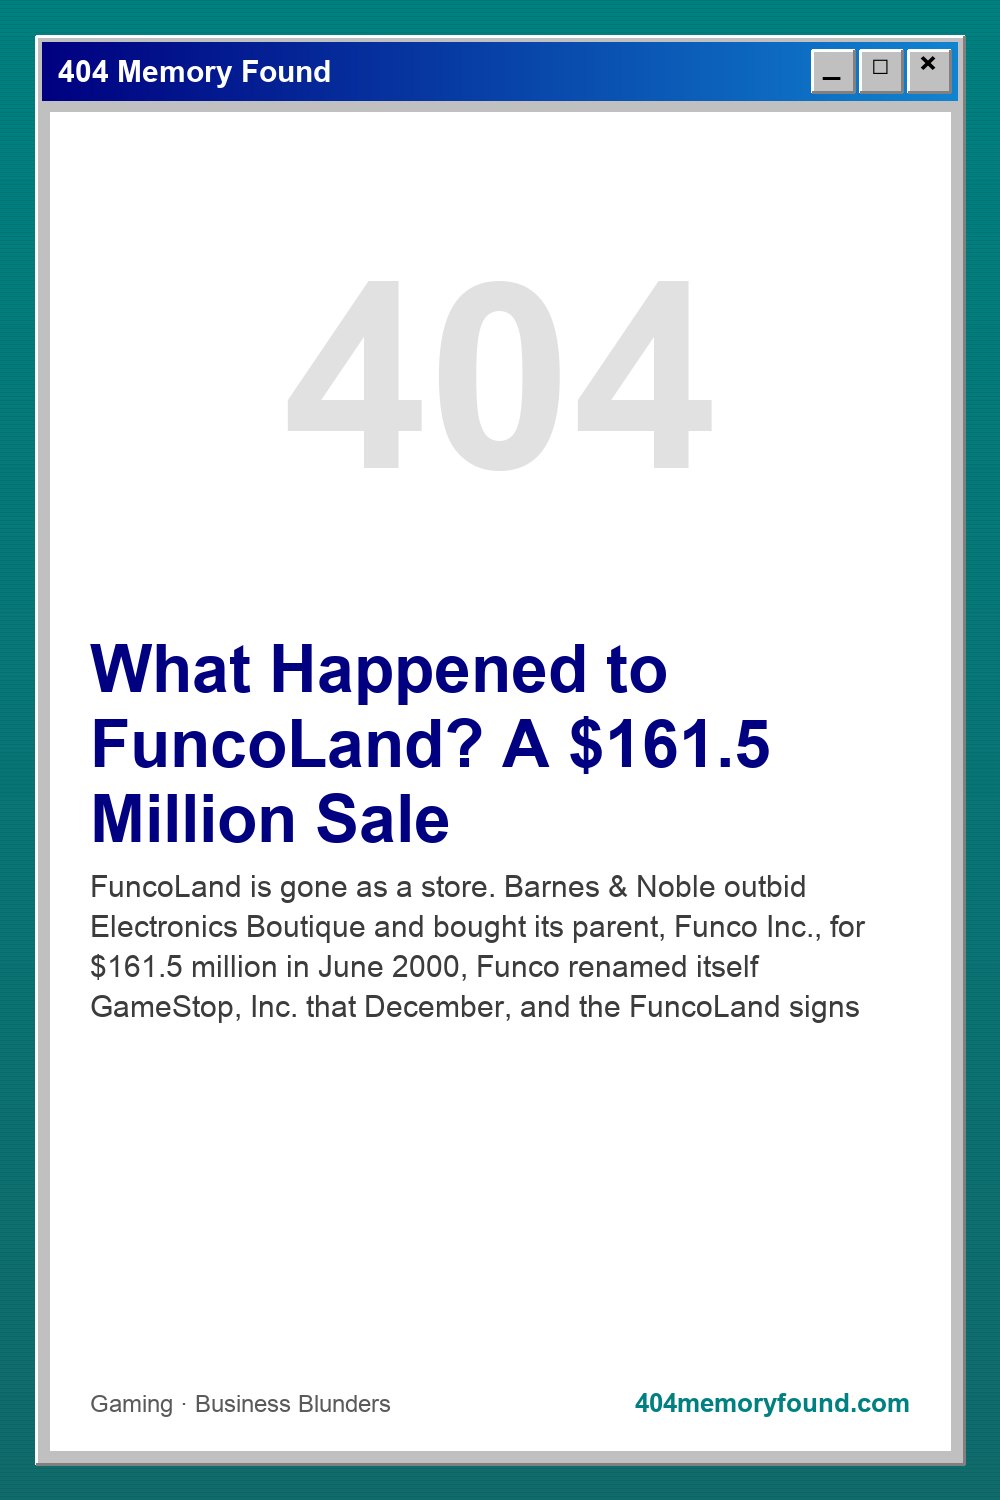 404 Memory Found
404
What Happened to
FuncoLand? A $161.5
Million Sale
FuncoLand is gone as a store. Barnes & Noble outbid
Electronics Boutique and bought its parent, Funco Inc., for
$161.5 million in June 2000, Funco renamed itself
GameStop, Inc. that December, and the FuncoLand signs
Gaming · Business Blunders
404memoryfound.com